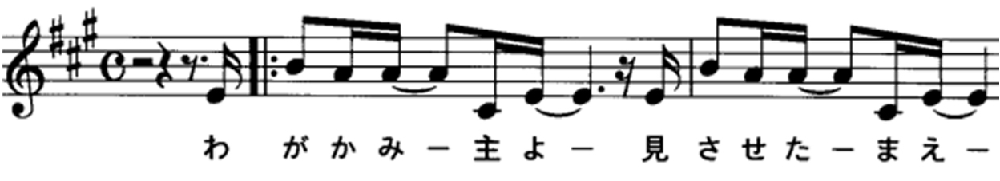 わ が か み ー 主 よ ー 見 さ せ た ー ま え ー